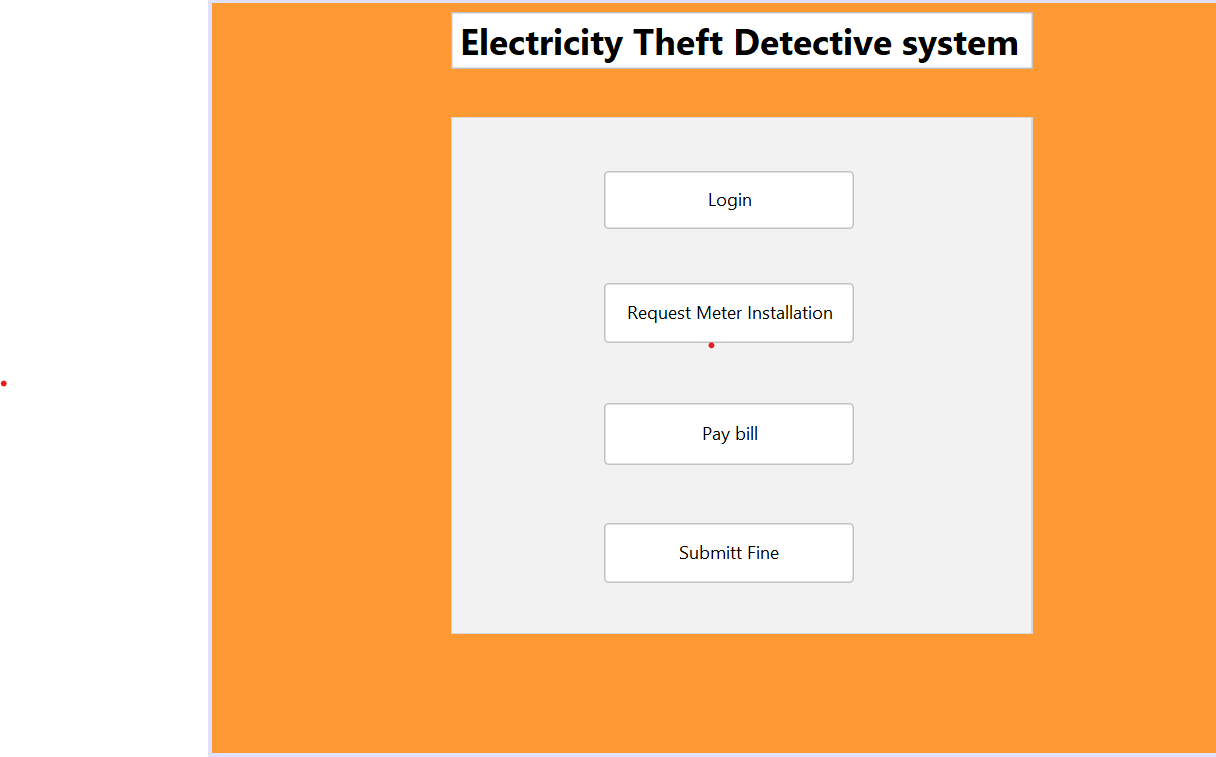 Electricity Theft Detective system
Login
Request Meter Installation
Pay bill
Submitt Fine